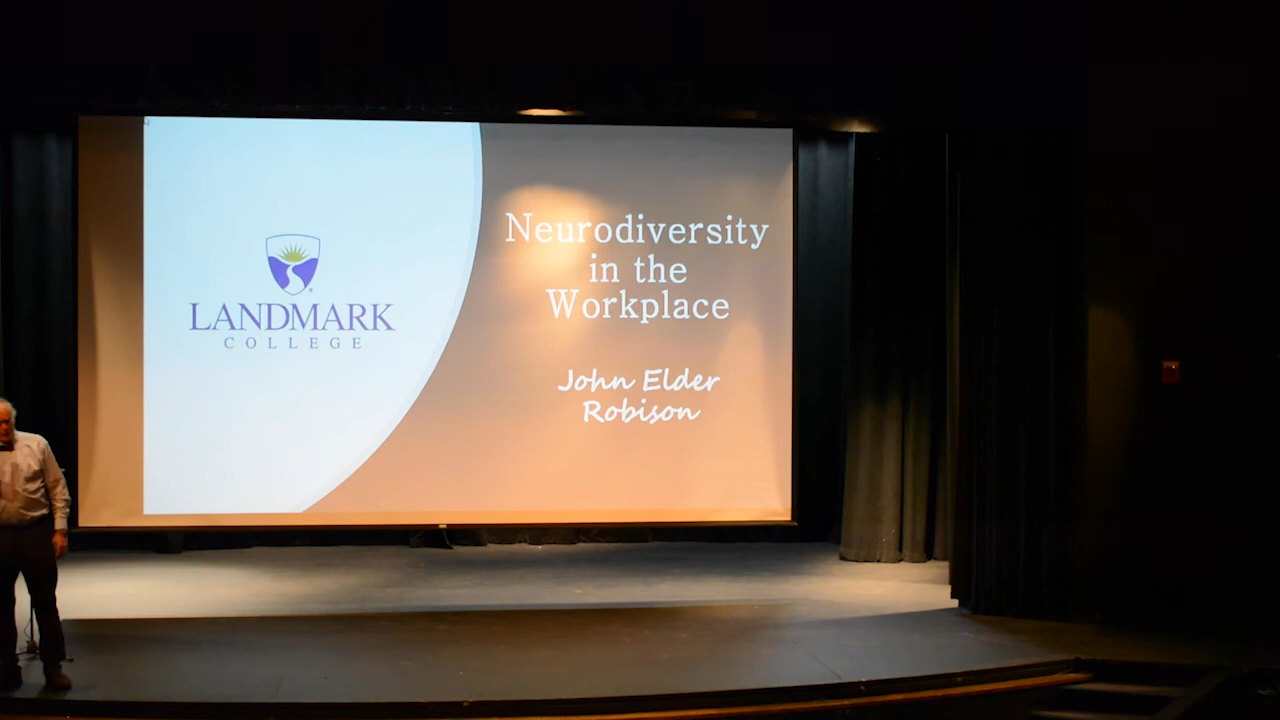 LANDMARK
COLLEGE
Neurodiversity
in the
Workplace
John Elder
Robison